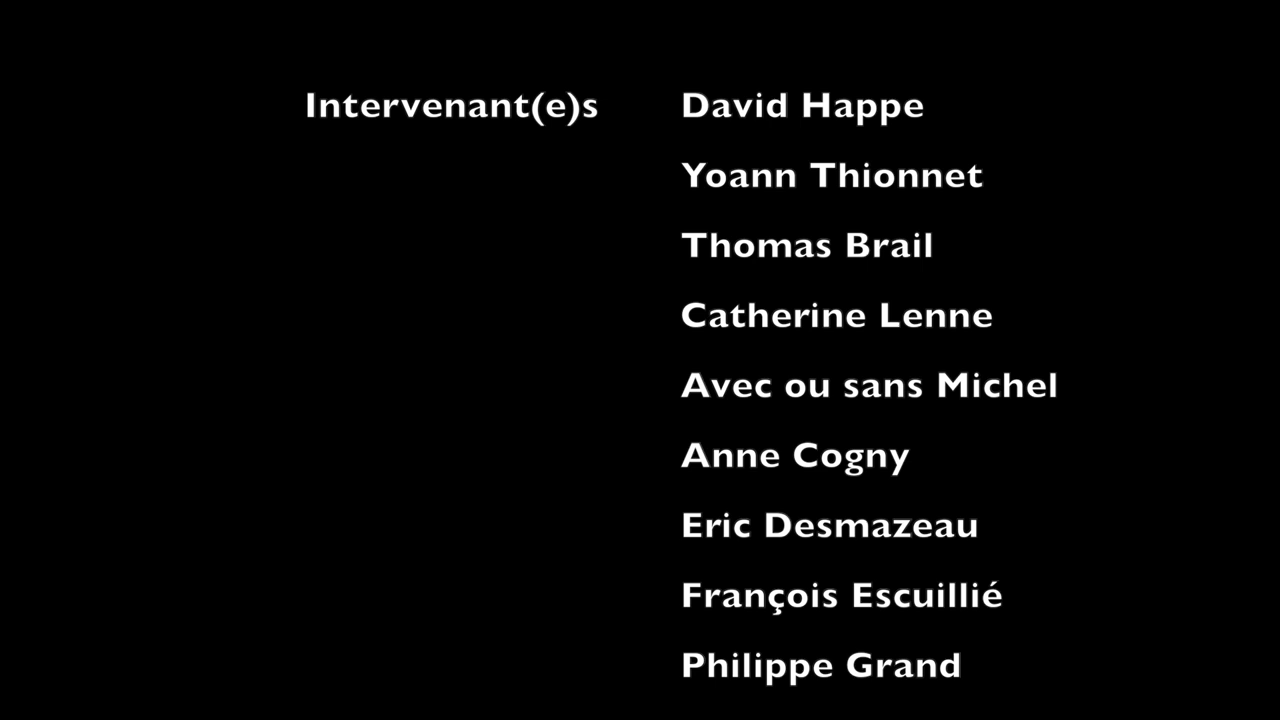 Intervenant(e)s David Happe
Yoann Thionnet
Thomas Brail
Catherine Lenne
Avec ou sans Michel
Anne Cogny
Eric Desmazeau
François Escuillié
Philippe Grand